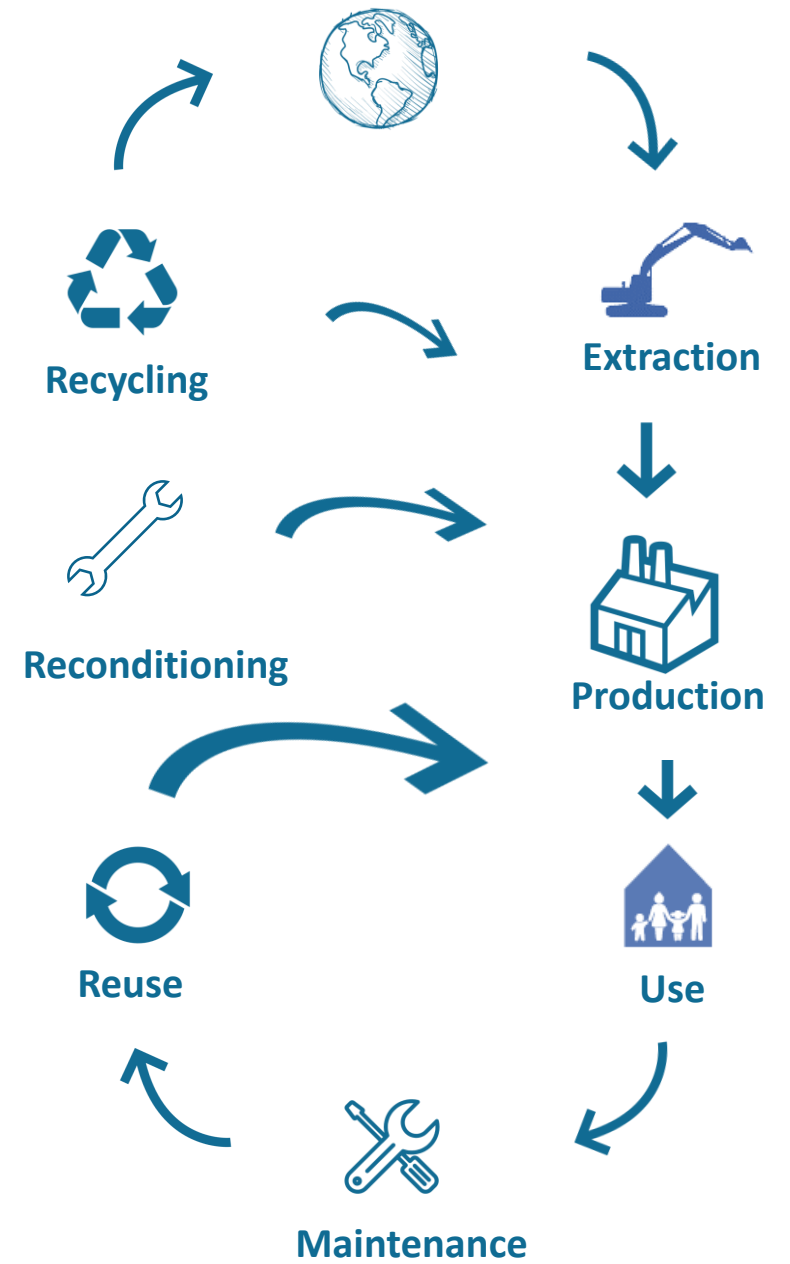 Recycling
Extraction
Reconditioning
Production
Reuse
Use
Maintenance